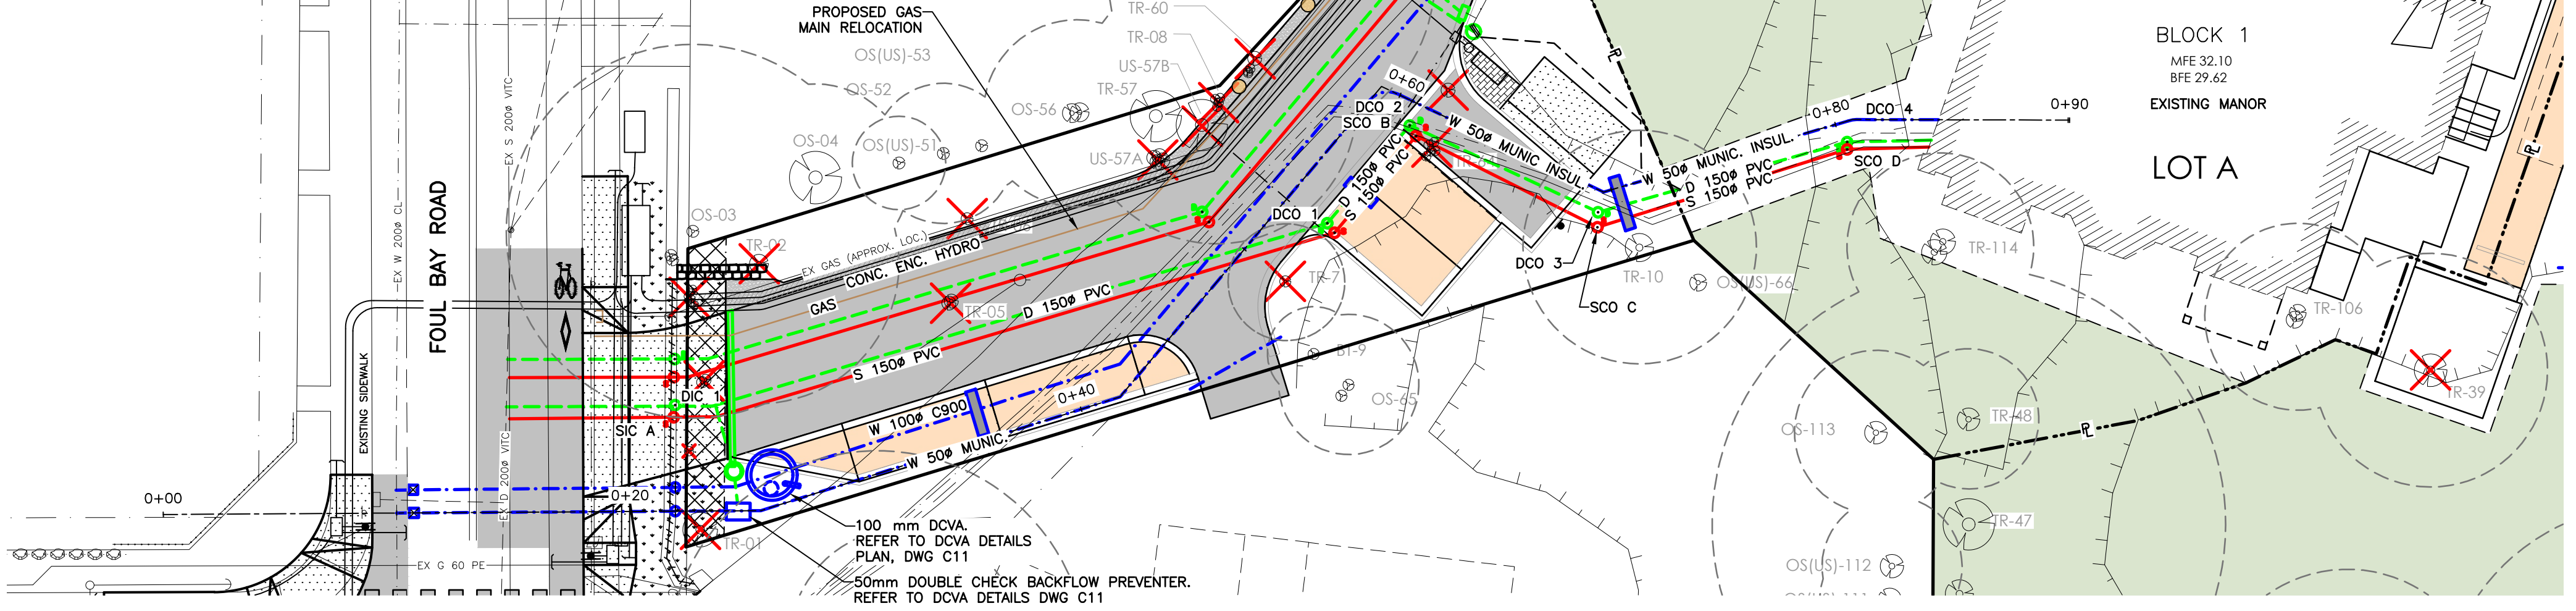 PROPOSED GAS
MAIN RELOCATION
OS(US)-53
OS-52
OS-04
OS(US)-51
OS-56
TR-60
TR-08
US-57B
TR-57
US-57A
OS-03
TR-02
EX GAS (APPROX. LOC.)
CONC. ENC. HYDRO
GAS
TR-05
D 150ø PVC
S 150ø PVC
W 100ø C900
W 50ø MUNIC.
0+40
DCO 1
DCO 2
SCO B
0+60
W 50ø MUNIC INSUL.
D 150ø PVC
S 150ø PVC
DCO 3
SCO C
TR-7
BT-9
OS-65
TR-10
OS(US)-66
W 50ø MUNIC. INSUL.
D 150ø PVC
S 150ø PVC
0+80
DCO 4
SCO D
0+90
BLOCK 1
MFE 32.10
BFE 29.62
EXISTING MANOR
LOT A
TR-114
TR-106
TR-39
TR-48
OS-113
TR-47
OS(US)-112
PL
PL
PL
FOUL BAY ROAD
EX W 200ø CL
EX S 200ø VITC
EX D 200ø VITC
EXISTING SIDEWALK
DIC 1
SIC A
0+00
0+20
EX G 60 PE
TR-01
100 mm DCVA.
REFER TO DCVA DETAILS
PLAN, DWG C11
50mm DOUBLE CHECK BACKFLOW PREVENTER.
REFER TO DCVA DETAILS DWG C11